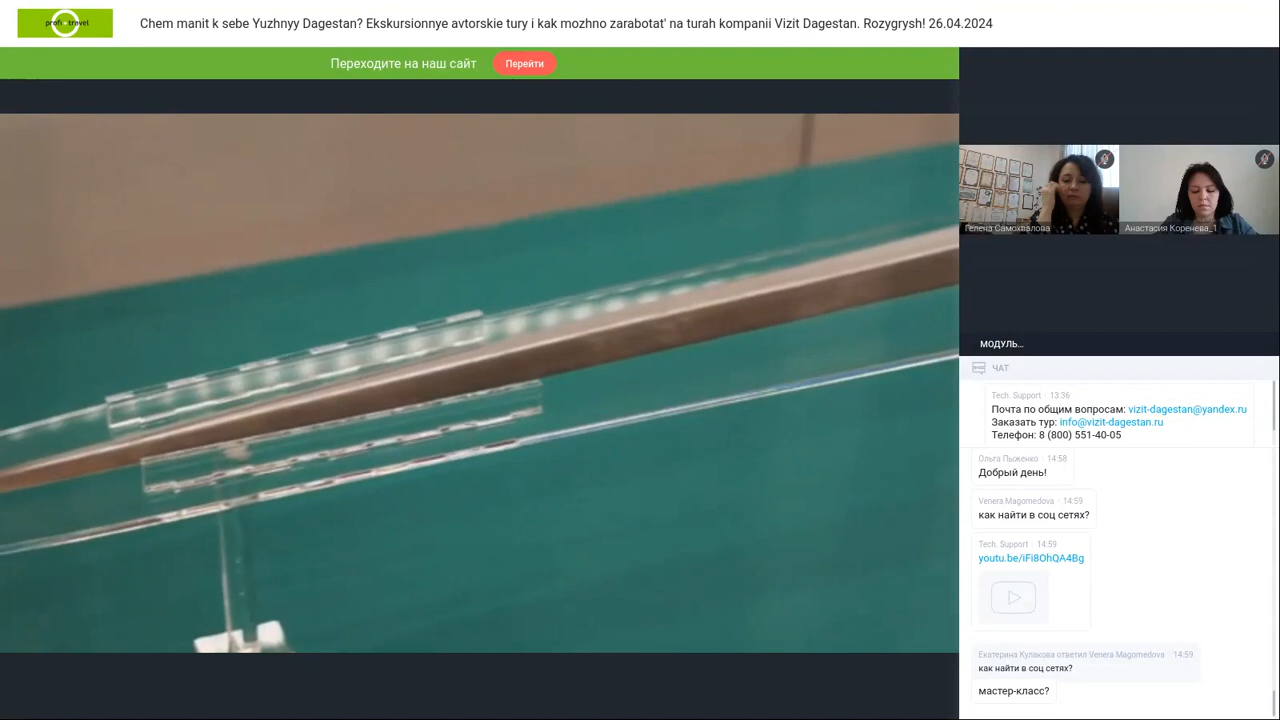 profi travel
Chem manit k sebe Yuzhnyy Dagestan? Ekskursionnye avtorskie tury i kak mozhno zarabotat' na turah kompanii Vizit Dagestan. Rozygrysh! 26.04.2024
Переходите на наш сайт
Перейти
Гелена Самохвалова
Анастасия Коренева_1
МОДУЛЬ...
ЧАТ
Tech. Support · 13:36
Почта по общим вопросам: vizit-dagestan@yandex.ru
Заказать тур: info@vizit-dagestan.ru
Телефон: 8 (800) 551-40-05
Ольга Пыженко · 14:58
Добрый день!
Venera Magomedova · 14:59
как найти в соц сетях?
Tech. Support 14:59
youtu.be/iFi8OhQA4Bg
Екатерина Кулакова ответил Venera Magomedova 14:59
как найти в соц сетях?
мастер-класс?